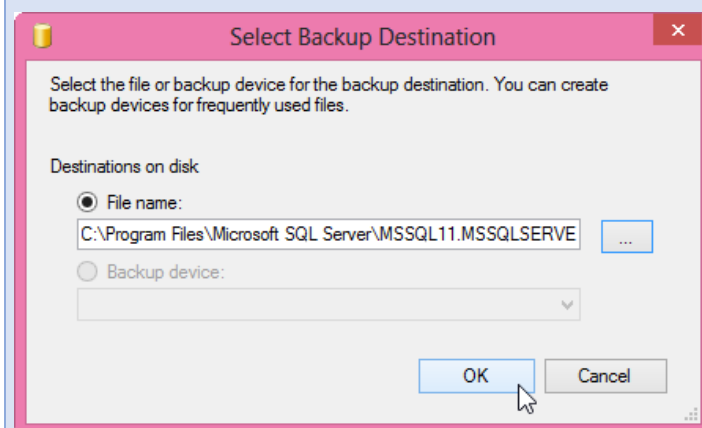 Select Backup Destination
Select the file or backup device for the backup destination. You can create
backup devices for frequently used files.
Destinations on disk
File name:
C:\Program Files\Microsoft SQL Server\MSSQL11.MSSQLSERVE
...
Backup device:
OK Cancel